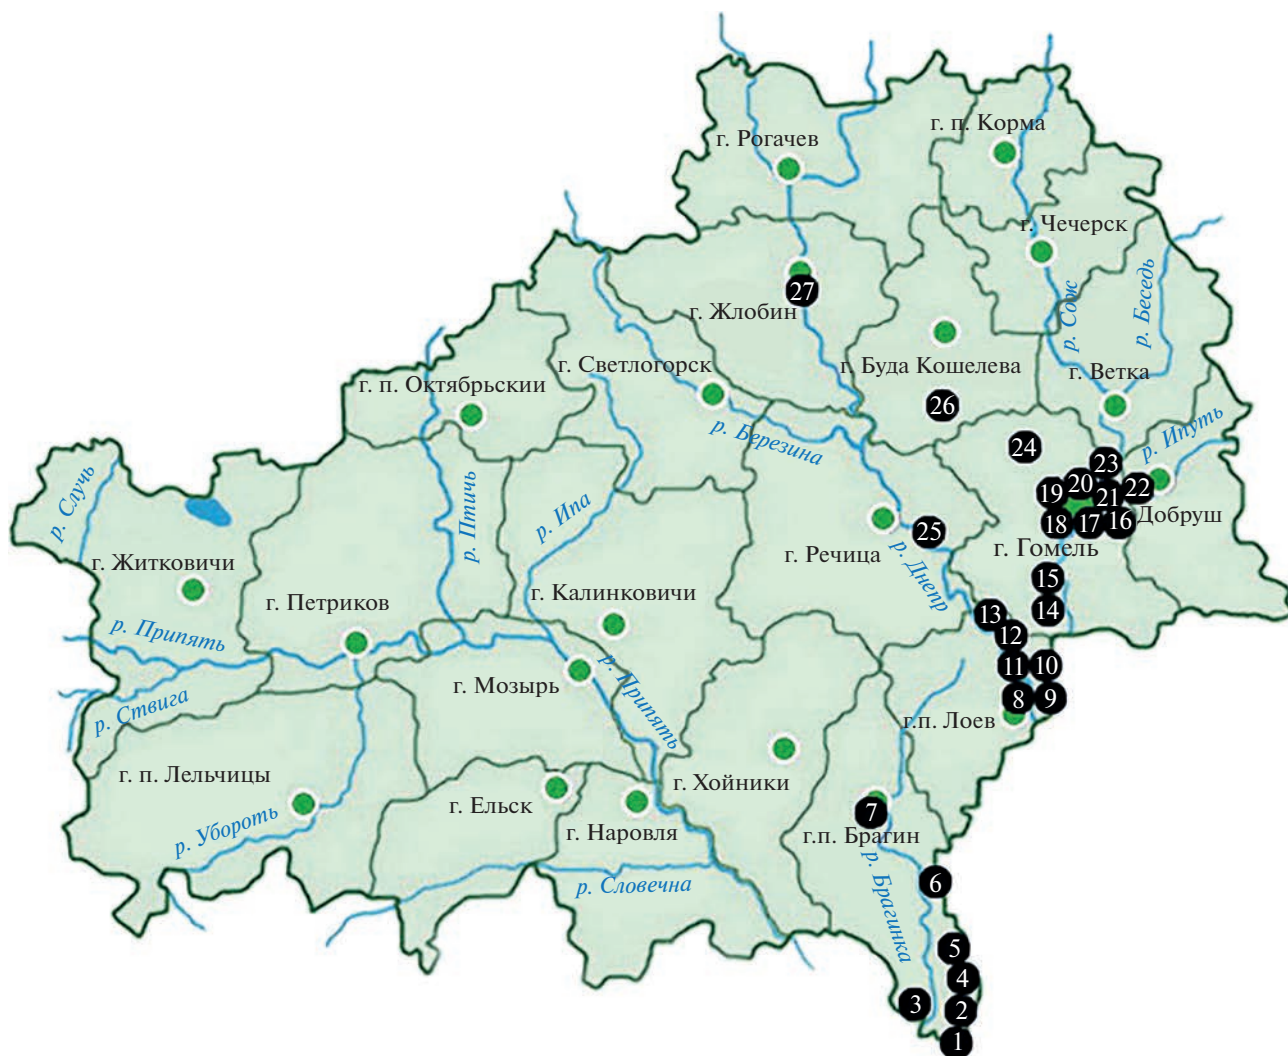 г. Рогачев
г. п. Корма
г. Чечерск
р. Сож
р. Беседь
27
г. Жлобин
г. Буда Кошелева
г. Ветка
г. Светлогорск
г. п. Октябрьскии
26
р. Березина
24
23
р. Ипуть
22
21
20
19
18
17
16
Добруш
р. Случь
р. Птичь
р. Ипа
25
г. Речица
г. Гомель
р. Днепр
г. Житковичи
15
г. Петриков
г. Калинковичи
14
13
12
р. Припять
11
10
г. Мозырь
р. Припять
р. Ствига
8
9
г.п. Лоев
г. п. Лельчицы
г. Хойники
г. Ельск
г. Наровля
7
г.п. Брагин
р. Убороть
р. Словечна
6
р. Брагинка
5
4
3
2
1